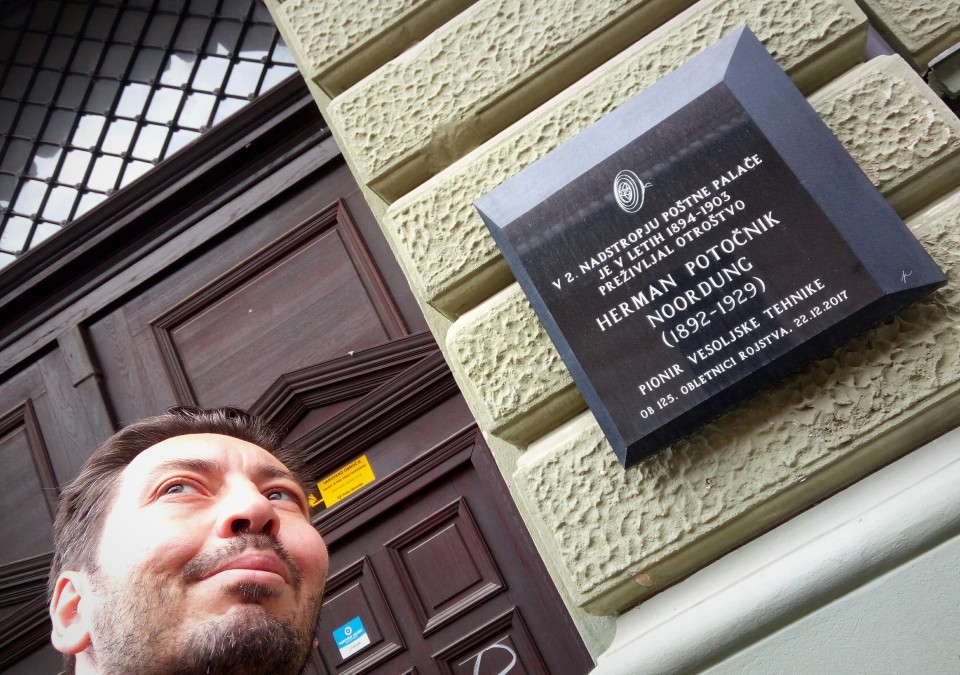 V 2. NADSTROPJU POŠTNE PALAČE
JE V LETIH 1894-1903
PREŽIVLJAL OTROŠTVO
HERMAN POTOČNIK
NOORDUNG
(1892-1929)
PIONIR VESOLJSKE TEHNIKE
OB 125. OBLETNICI ROJSTVA, 22.12.2017